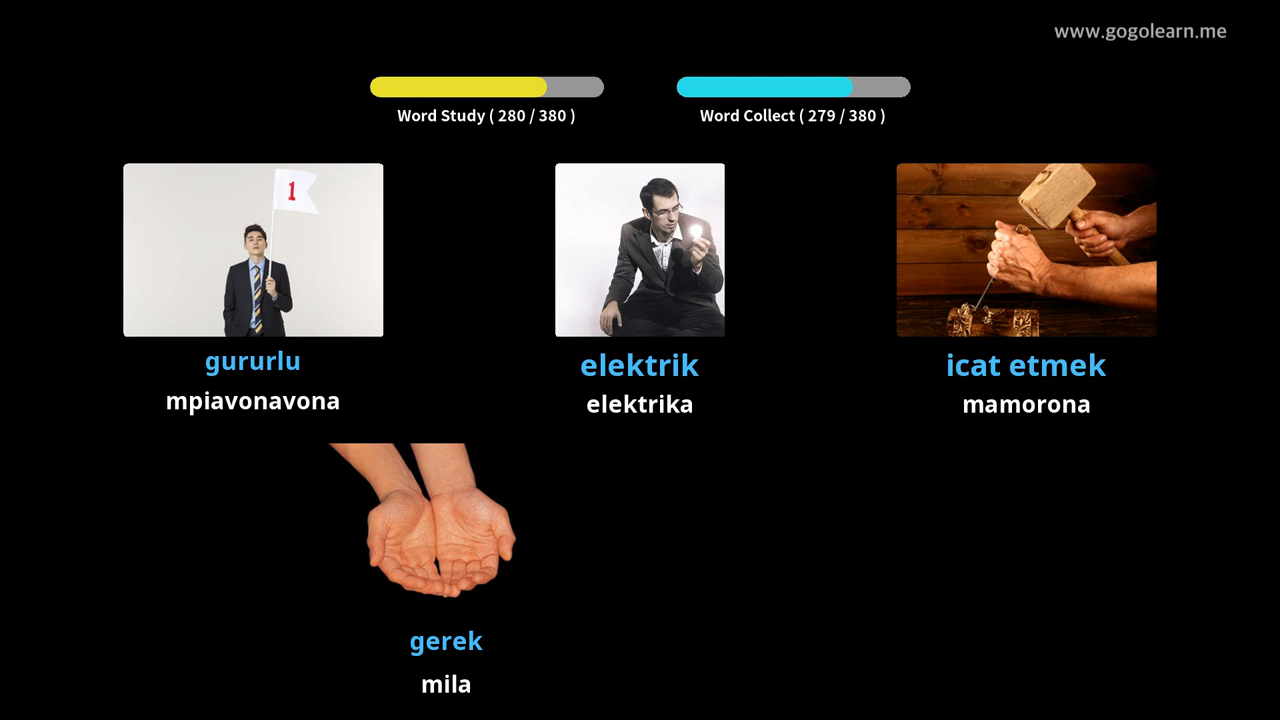 www.gogolearn.me
Word Study ( 280 / 380 )
Word Collect ( 279 / 380 )
1
gururlu
mpiavonavona
elektrik
elektrika
icat etmek
mamorona
gerek
mila